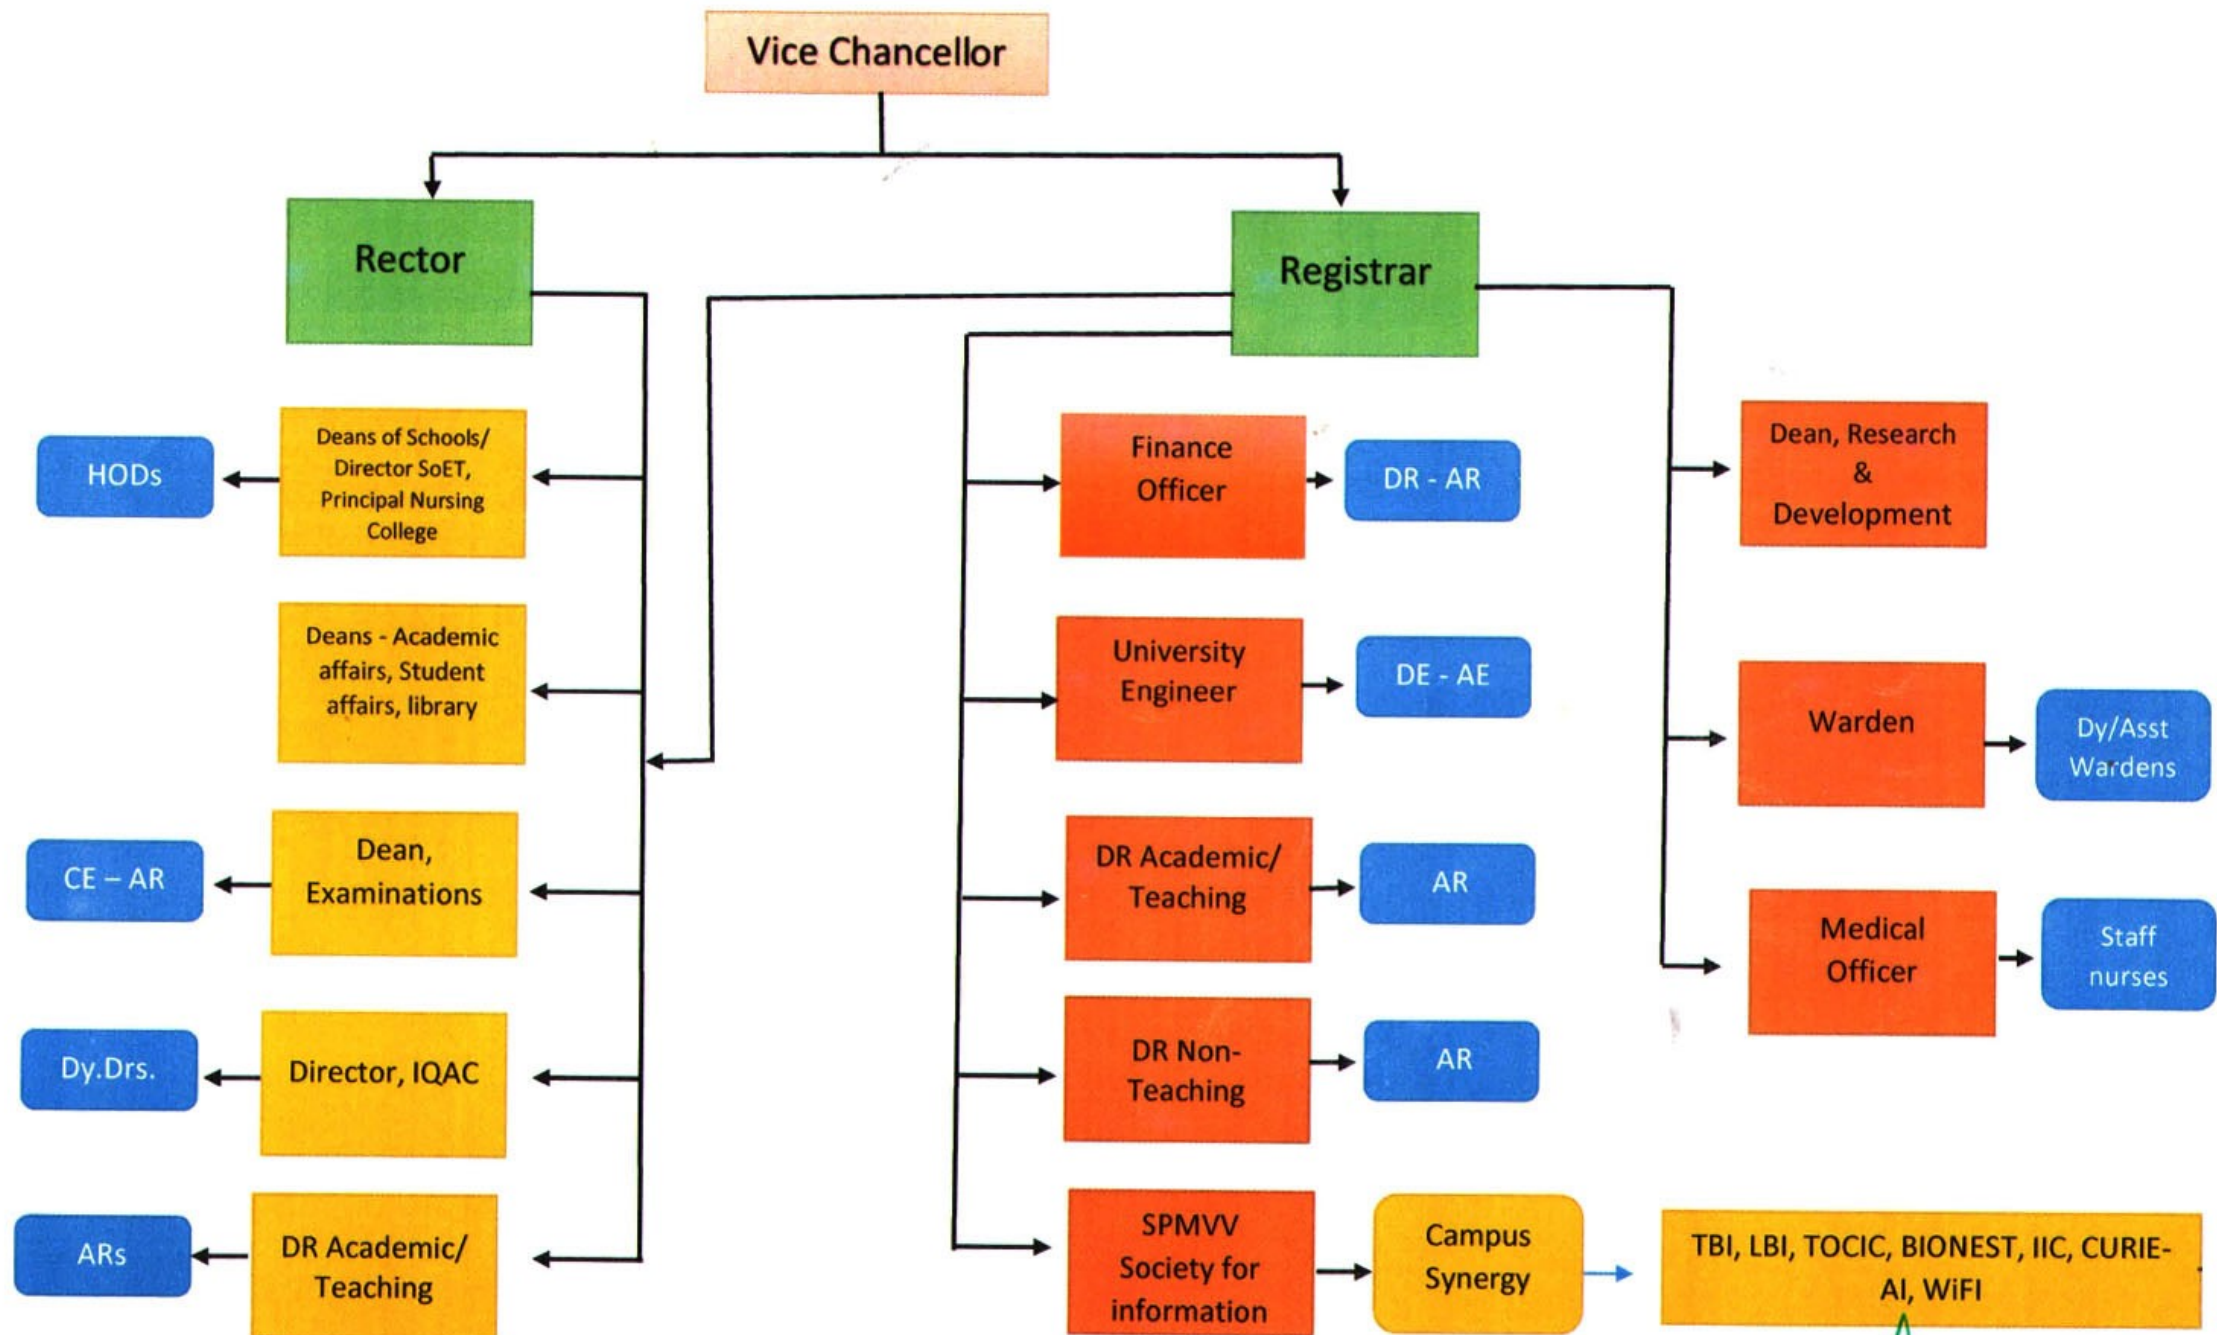 Vice Chancellor
Rector
Registrar
HODs
Deans of Schools/
Director SoET,
Principal Nursing
College
Deans - Academic
affairs, Student
affairs, library
CE – AR
Dean,
Examinations
Dy.Drs.
Director, IQAC
ARs
DR Academic/
Teaching
Finance
Officer
DR - AR
University
Engineer
DE - AE
DR Academic/
Teaching
AR
DR Non-
Teaching
AR
SPMVV
Society for
information
Campus
Synergy
TBI, LBI, TOCIC, BIONEST, IIC, CURIE-
AI, WiFI
Dean, Research
&
Development
Warden
Dy/Asst
Wardens
Medical
Officer
Staff
nurses